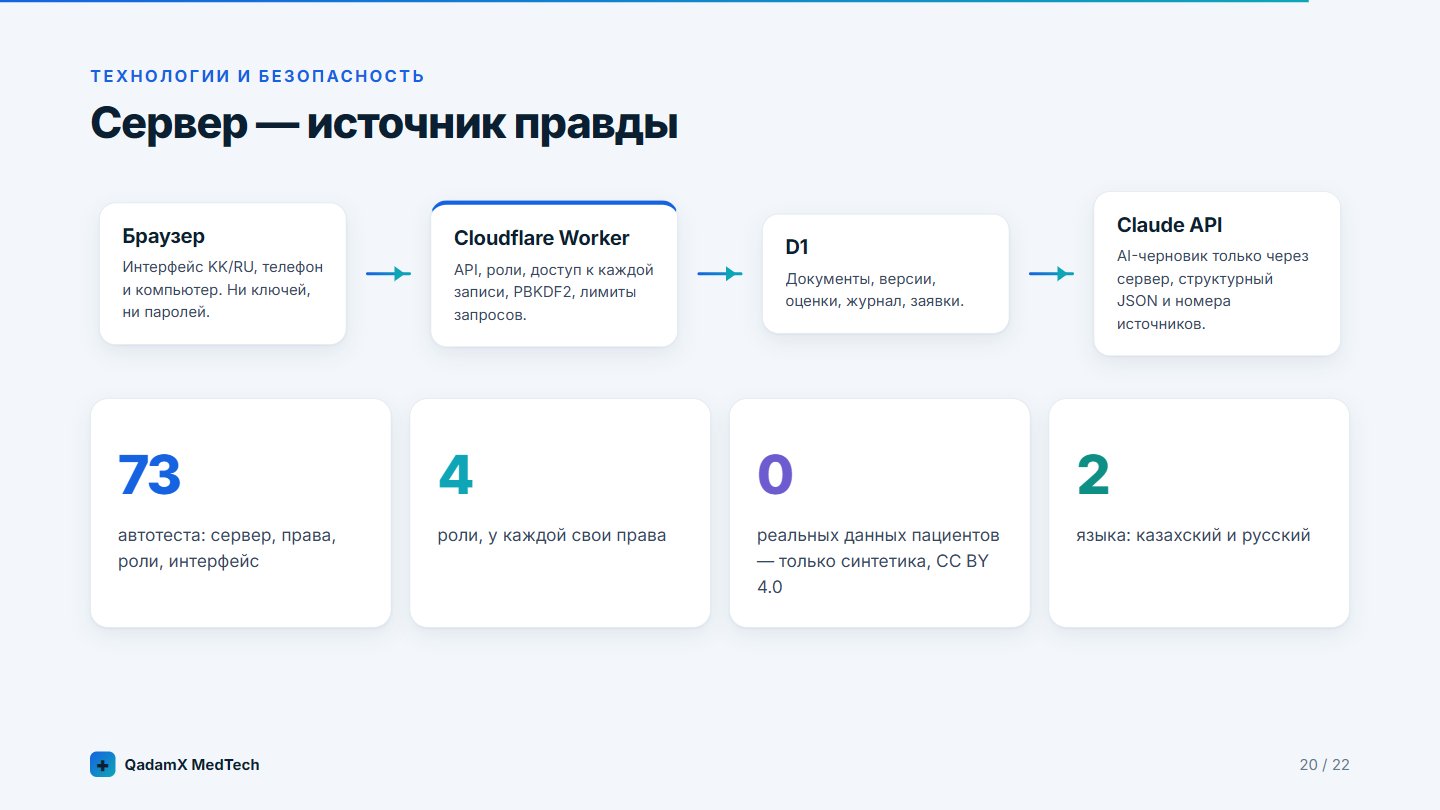 ТЕХНОЛОГИИ И БЕЗОПАСНОСТЬ
Сервер — источник правды
Браузер
Интерфейс KK/RU, телефон
и компьютер. Ни ключей,
ни паролей.
Cloudflare Worker
API, роли, доступ к каждой
записи, PBKDF2, лимиты
запросов.
D1
Документы, версии,
оценки, журнал, заявки.
Claude API
AI-черновик только через
сервер, структурный
JSON и номера
источников.
73
автотеста: сервер, права,
роли, интерфейс
4
роли, у каждой свои права
0
реальных данных пациентов
— только синтетика, CC BY
4.0
2
языка: казахский и русский
QadamX MedTech
20 / 22